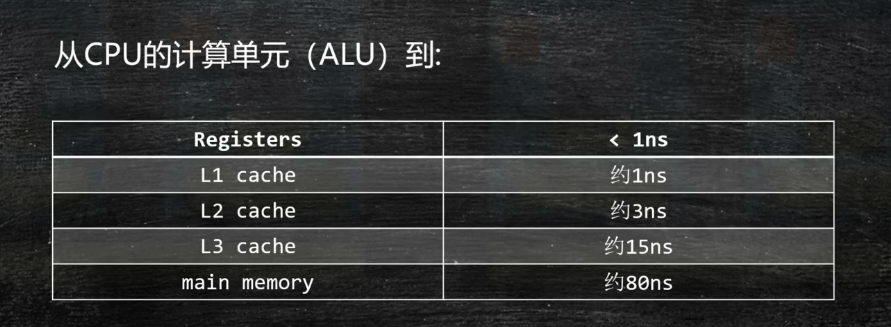 从CPU的计算单元（ALU）到:
Registers < 1ns
L1 cache 约1ns
L2 cache 约3ns
L3 cache 约15ns
main memory 约80ns